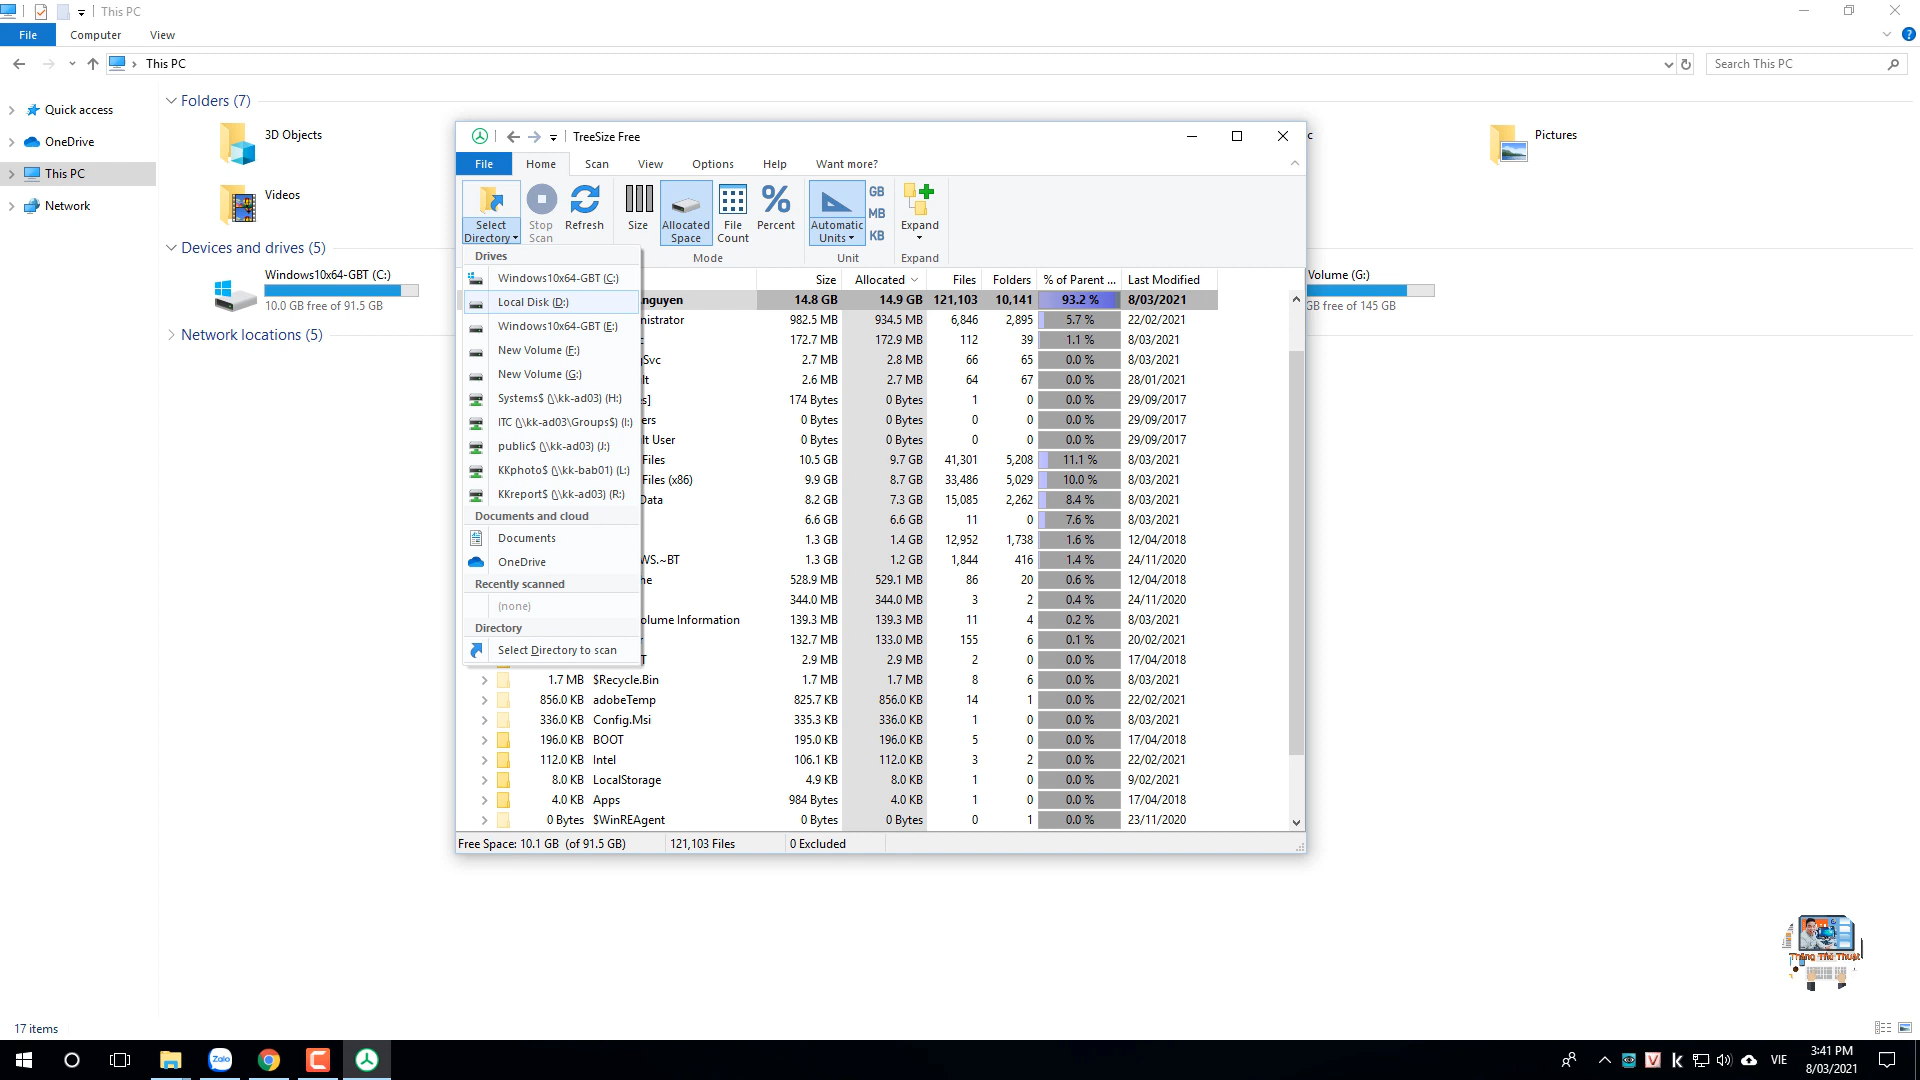 This PC
File
Computer
View
This PC
Search This PC
Quick access
OneDrive
This PC
Network
Folders (7)
3D Objects
Pictures
Videos
Devices and drives (5)
Windows10x64-GBT (C:)
10.0 GB free of 91.5 GB
Volume (G:)
GB free of 145 GB
Network locations (5)
TreeSize Free
File
Home
Scan
View
Options
Help
Want more?
Select Directory
Stop Scan
Refresh
Size
Allocated Space
File Count
Percent
Mode
Automatic Units
GB
MB
KB
Unit
Expand
Expand
Drives
Windows10x64-GBT (C:)
Local Disk (D:)
Windows10x64-GBT (E:)
New Volume (F:)
New Volume (G:)
Systems$ (\\kk-ad03) (H:)
ITC (\\kk-ad03\Groups$) (I:)
public$ (\\kk-ad03) (J:)
KKphoto$ (\\kk-bab01) (L:)
KKreport$ (\\kk-ad03) (R:)
Documents and cloud
Documents
OneDrive
Recently scanned
(none)
Directory
Select Directory to scan
Size Allocated Files Folders % of Parent ... Last Modified
.nguyen 14.8 GB 14.9 GB 121,103 10,141 93.2 % 8/03/2021
nistrator 982.5 MB 934.5 MB 6,846 2,895 5.7 % 22/02/2021
c 172.7 MB 172.9 MB 112 39 1.1 % 8/03/2021
gSvc 2.7 MB 2.8 MB 66 65 0.0 % 8/03/2021
lt 2.6 MB 2.7 MB 64 67 0.0 % 28/01/2021
s] 174 Bytes 0 Bytes 1 0 0.0 % 29/09/2017
ers 0 Bytes 0 Bytes 0 0 0.0 % 29/09/2017
lt User 0 Bytes 0 Bytes 0 0 0.0 % 29/09/2017
Files 10.5 GB 9.7 GB 41,301 5,208 11.1 % 8/03/2021
Files (x86) 9.9 GB 8.7 GB 33,486 5,029 10.0 % 8/03/2021
Data 8.2 GB 7.3 GB 15,085 2,262 8.4 % 8/03/2021
6.6 GB 6.6 GB 11 0 7.6 % 8/03/2021
1.3 GB 1.4 GB 12,952 1,738 1.6 % 12/04/2018
WS.~BT 1.3 GB 1.2 GB 1,844 416 1.4 % 24/11/2020
ne 528.9 MB 529.1 MB 86 20 0.6 % 12/04/2018
344.0 MB 344.0 MB 3 2 0.4 % 24/11/2020
olume Information 139.3 MB 139.3 MB 11 4 0.2 % 8/03/2021
r 132.7 MB 133.0 MB 155 6 0.1 % 20/02/2021
T 2.9 MB 2.9 MB 2 0 0.0 % 17/04/2018
1.7 MB $Recycle.Bin 1.7 MB 1.7 MB 8 6 0.0 % 8/03/2021
856.0 KB adobeTemp 825.7 KB 856.0 KB 14 1 0.0 % 22/02/2021
336.0 KB Config.Msi 335.3 KB 336.0 KB 1 0 0.0 % 8/03/2021
196.0 KB BOOT 195.0 KB 196.0 KB 5 0 0.0 % 17/04/2018
112.0 KB Intel 106.1 KB 112.0 KB 3 2 0.0 % 22/02/2021
8.0 KB LocalStorage 4.9 KB 8.0 KB 1 0 0.0 % 9/02/2021
4.0 KB Apps 984 Bytes 4.0 KB 1 0 0.0 % 17/04/2018
0 Bytes $WinREAgent 0 Bytes 0 Bytes 0 1 0.0 % 23/11/2020
Free Space: 10.1 GB (of 91.5 GB)
121,103 Files
0 Excluded
c
Thắng Thủ Thuật
17 items
Zalo
VIE
3:41 PM
8/03/2021